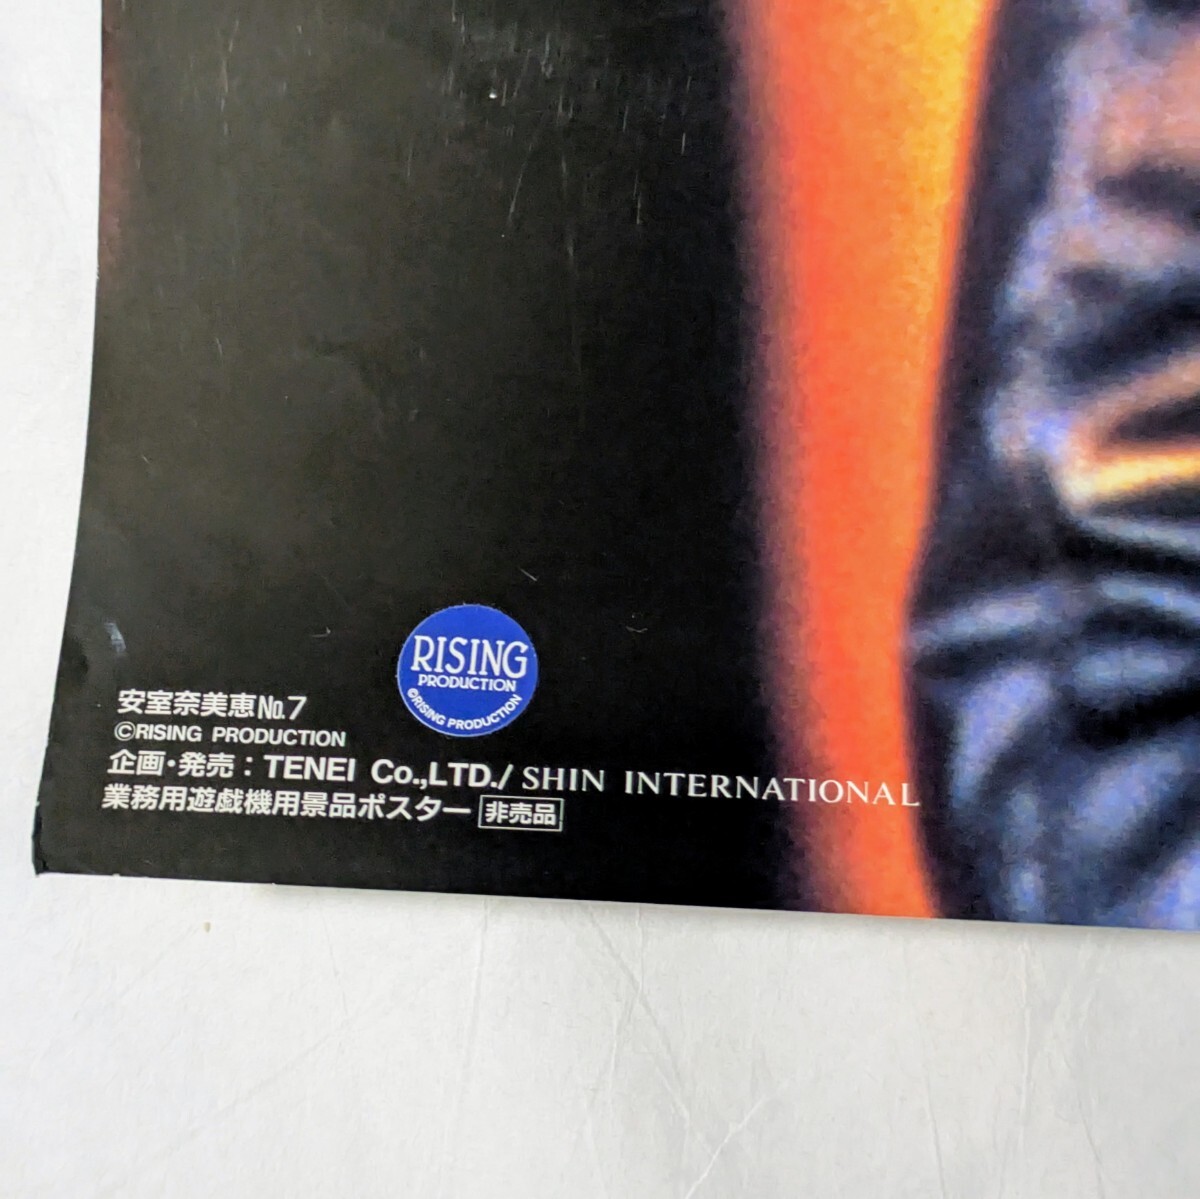 RISING
PRODUCTION
©RISING PRODUCTION
安室奈美恵№7
©RISING PRODUCTION
企画・発売：TENEI Co.,LTD./ SHIN INTERNATIONAL
業務用遊戯機用景品ポスター 非売品